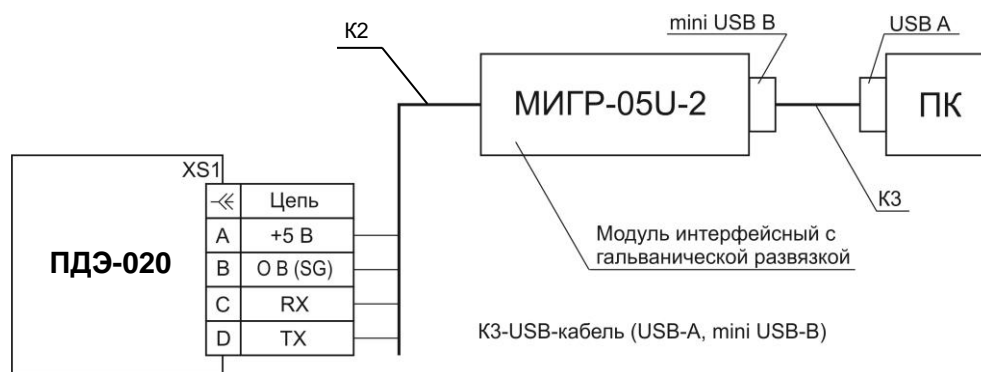 К2
mini USB B
USB A
МИГР-05U-2
ПК
К3
XS1
Цепь
A
+5 В
B
О В (SG)
C
RX
D
TX
ПДЭ-020
Модуль интерфейсный с
гальванической развязкой
К3-USB-кабель (USB-A, mini USB-B)